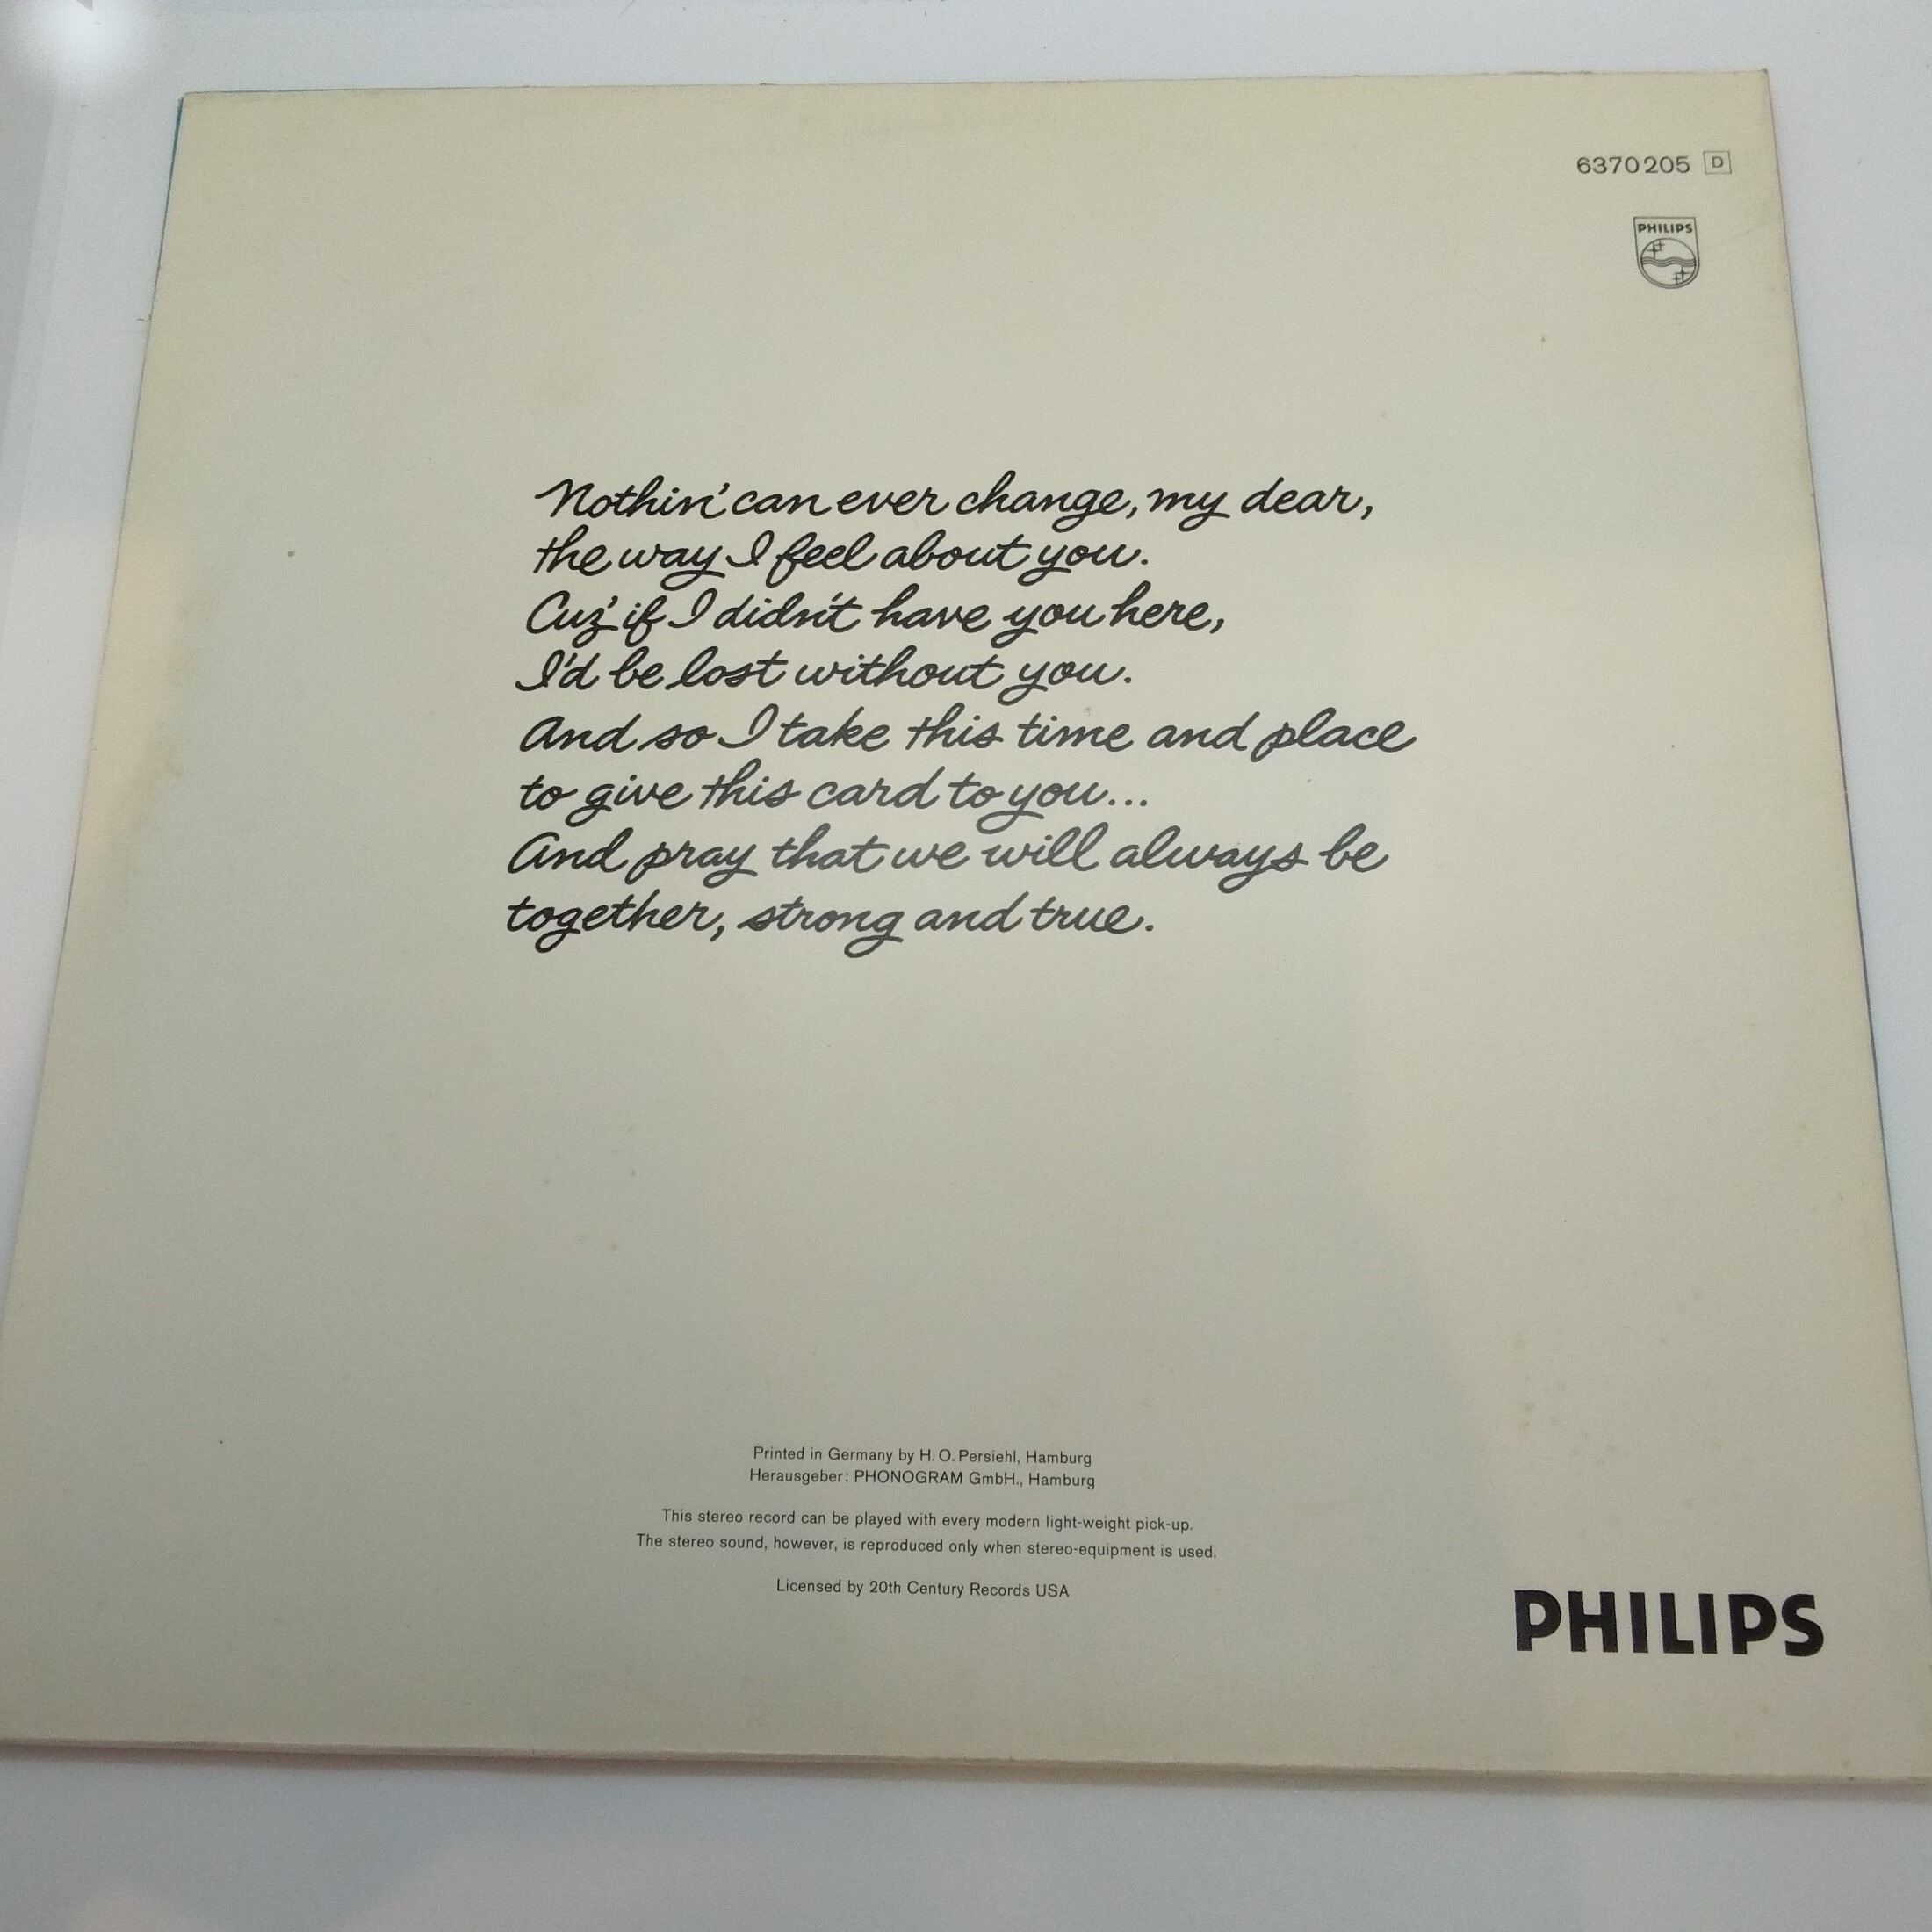 6370205 D
PHILIPS
Nothin' can ever change, my dear,
the way I feel about you.
Cuz' if I didn't have you here,
I'd be lost without you.
And so I take this time and place
to give this card to you...
And pray that we will always be
together, strong and true.
Printed in Germany by H. O. Persiehl, Hamburg
Herausgeber: PHONOGRAM GmbH., Hamburg
This stereo record can be played with every modern light-weight pick-up.
The stereo sound, however, is reproduced only when stereo-equipment is used.
Licensed by 20th Century Records USA
PHILIPS